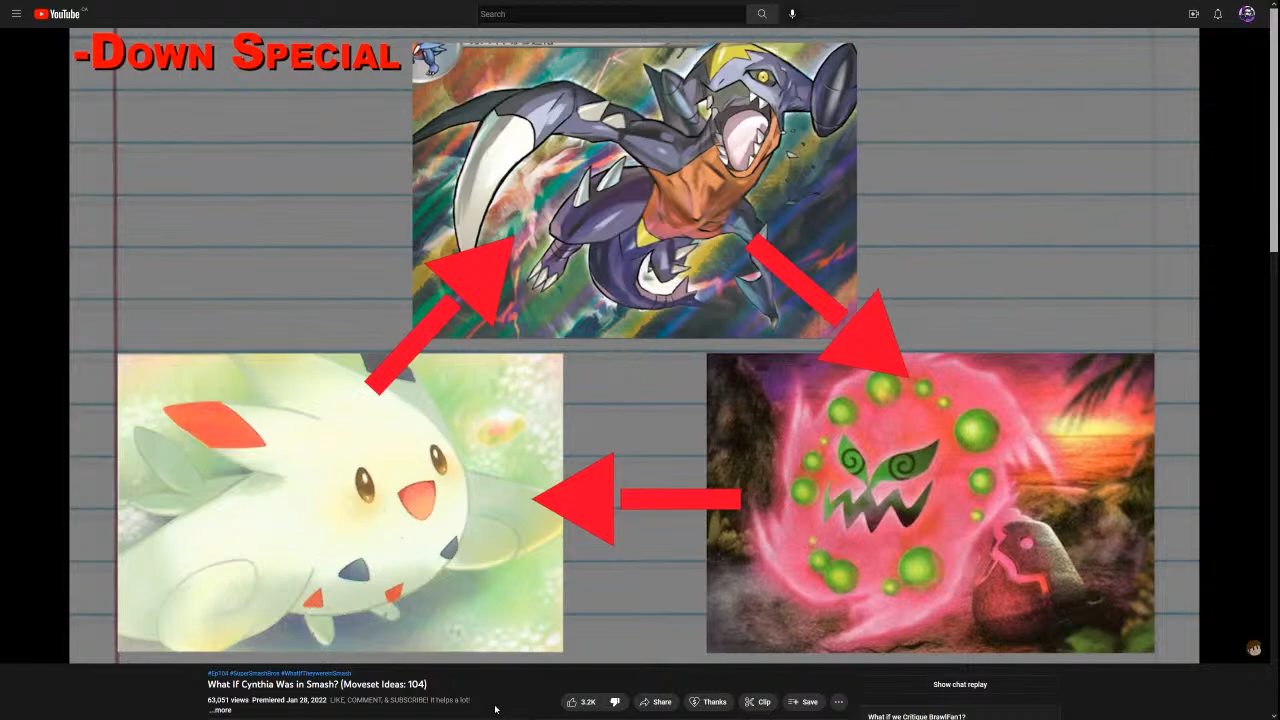 YouTube CA
Search
-Down Special
#Ep104 #SuperSmashBros #WhatIfTheywereinSmash
What If Cynthia Was in Smash? (Moveset Ideas: 104)
63,051 views Premiered Jan 28, 2022 LIKE, COMMENT, & SUBSCRIBE! It helps a lot!
...more
3.2K
Share
Thanks
Clip
Save
Show chat replay
What if we Critique BrawlFan1?